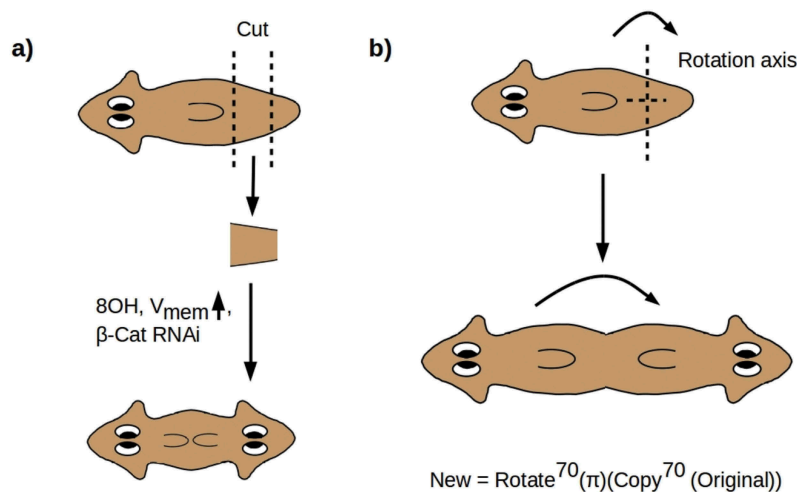 a)
Cut
8OH, Vmem↑,
β-Cat RNAi
b)
Rotation axis
New = Rotate⁷⁰(π)(Copy⁷⁰ (Original))